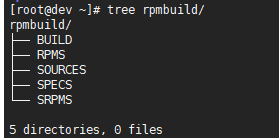 [root@dev ~]# tree rpmbuild/
rpmbuild/
├── BUILD
├── RPMS
├── SOURCES
├── SPECS
└── SRPMS
5 directories, 0 files